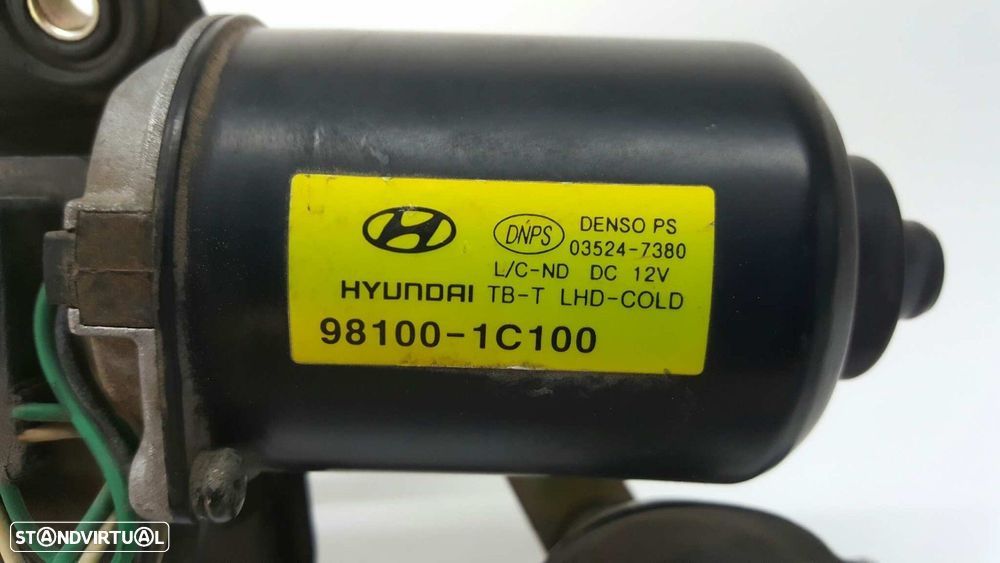 DNPS
DENSO PS
03524-7380
L/C-ND DC 12V
HYUNDAI TB-T LHD-COLD
98100-1C100
STANDVIRTUAL